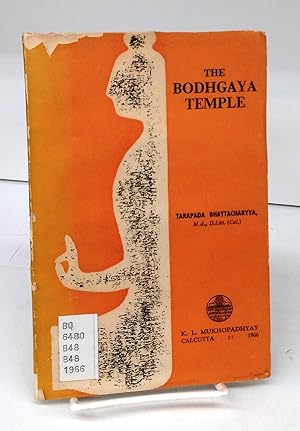 THE
BODHGAYA
TEMPLE
TARAPADA BHATTACHARYYA,
M.A., D.Litt. (Cal.)
BQ
6480
B48
B48
1966
K. L. MUKHOPADHYAY
CALCUTTA :: 1966